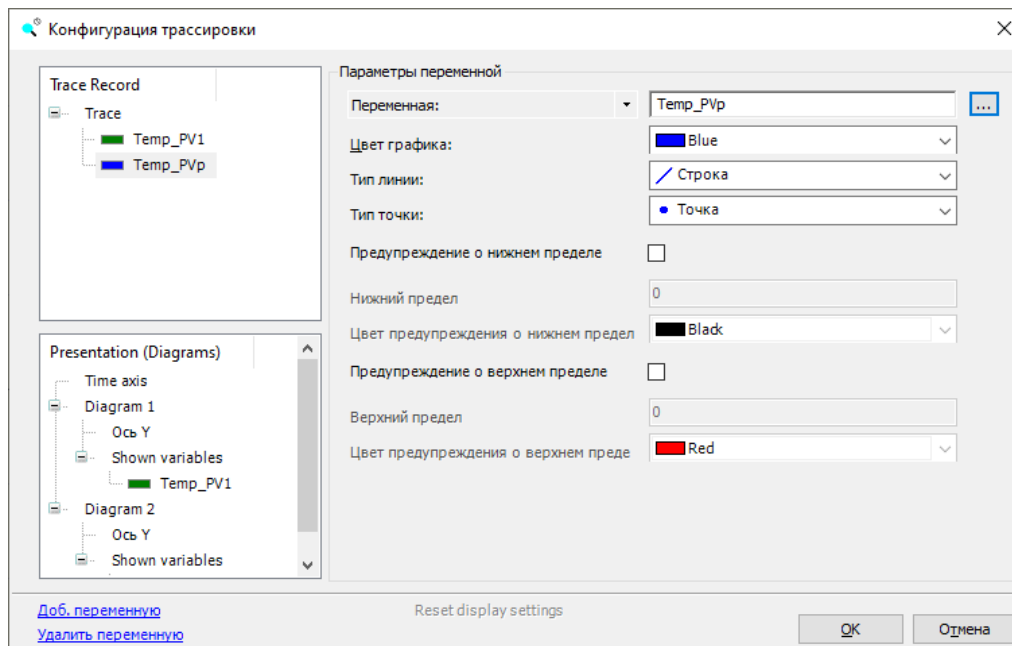 Конфигурация трассировки
Trace Record
Trace
Temp_PV1
Temp_PVp
Параметры переменной
Переменная:
Temp_PVp
...
Цвет графика:
Blue
Тип линии:
Строка
Тип точки:
Точка
Предупреждение о нижнем пределе
Нижний предел
0
Цвет предупреждения о нижнем предел
Black
Предупреждение о верхнем пределе
Верхний предел
0
Цвет предупреждения о верхнем преде
Red
Presentation (Diagrams)
Time axis
Diagram 1
Ось Y
Shown variables
Temp_PV1
Diagram 2
Ось Y
Shown variables
Доб. переменную
Удалить переменную
Reset display settings
OK
Отмена